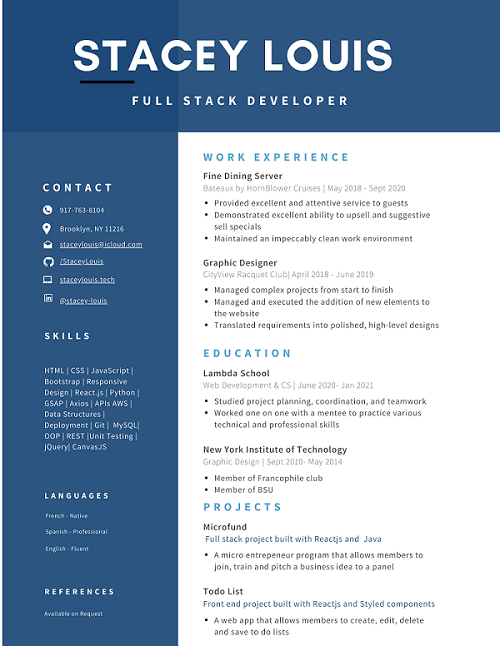 STACEY LOUIS
FULL STACK DEVELOPER
CONTACT
917-763-8104
Brooklyn, NY 11216
staceylouis@icloud.com
/StaceyLouis
staceylouis.tech
@stacey-louis
SKILLS
HTML | CSS | JavaScript |
Bootstrap | Responsive
Design | React.js | Python |
GSAP | Axios | APIs AWS |
Data Structures |
Deployment | Git | MySQL|
OOP | REST |Unit Testing |
jQuery| CanvasJS
LANGUAGES
French - Native
Spanish - Professional
English - Fluent
REFERENCES
Available on Request
WORK EXPERIENCE
Fine Dining Server
Bateaux by HornBlower Cruises | May 2018 - Sept 2020
• Provided excellent and attentive service to guests
• Demonstrated excellent ability to upsell and suggestive
sell specials
• Maintained an impeccably clean work environment
Graphic Designer
CityView Racquet Club| April 2018 - June 2019
• Managed complex projects from start to finish
• Managed and executed the addition of new elements to
the website
• Translated requirements into polished, high-level designs
EDUCATION
Lambda School
Web Development & CS | June 2020- Jan 2021
• Studied project planning, coordination, and teamwork
• Worked one on one with a mentee to practice various
technical and professional skills
New York Institute of Technology
Graphic Design | Sept 2010- May 2014
• Member of Francophile club
• Member of BSU
PROJECTS
Microfund
Full stack project built with Reactjs and Java
• A micro entrepeneur program that allows members to
join, train and pitch a business idea to a panel
Todo List
Front end project built with Reactjs and Styled components
• A web app that allows members to create, edit, delete
and save to do lists